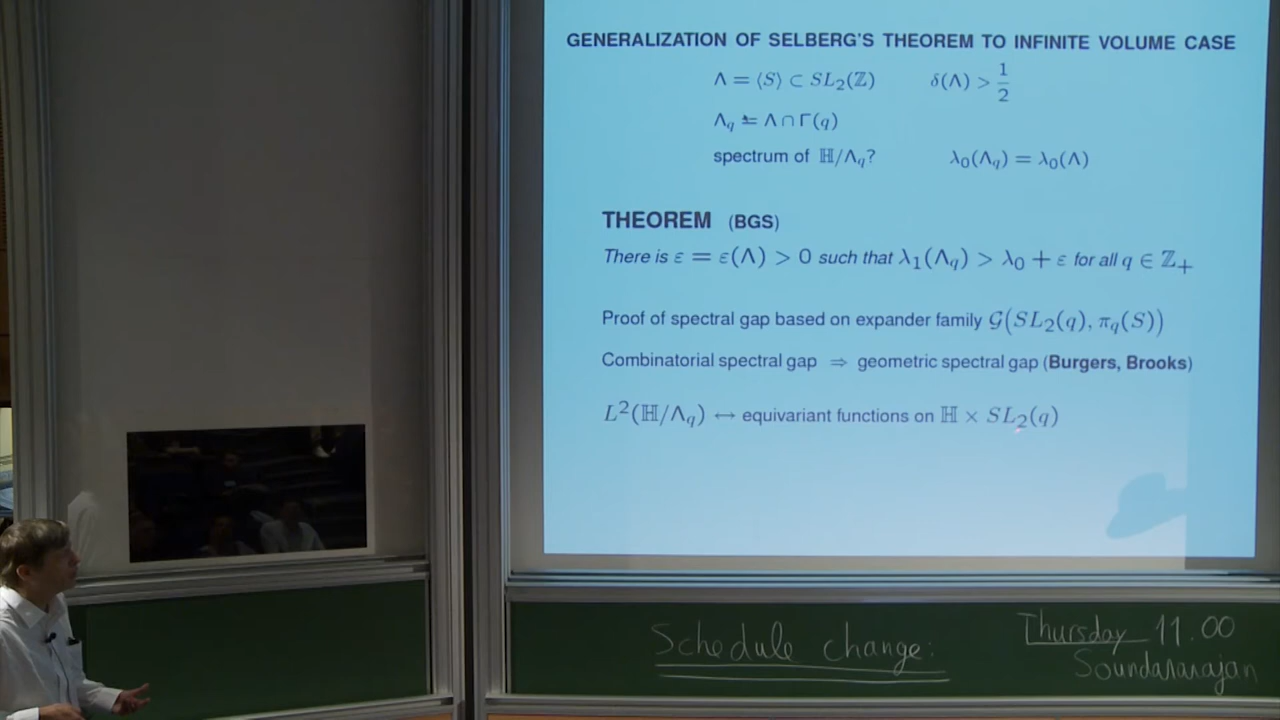 GENERALIZATION OF SELBERG'S THEOREM TO INFINITE VOLUME CASE
Λ = ⟨S⟩ ⊂ SL₂(ℤ) δ(Λ) > 1/2
Λ_q = Λ ∩ Γ(q)
spectrum of ℍ/Λ_q? λ₀(Λ_q) = λ₀(Λ)
THEOREM (BGS)
There is ε = ε(Λ) > 0 such that λ₁(Λ_q) > λ₀ + ε for all q ∈ ℤ₊
Proof of spectral gap based on expander family 𝒢(SL₂(q), π_q(S))
Combinatorial spectral gap ⇒ geometric spectral gap (Burgers, Brooks)
L²(ℍ/Λ_q) ↔ equivariant functions on ℍ × SL₂(q)
Schedule change: Thursday 11.00
Soundararajan